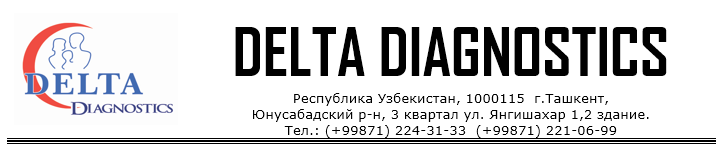 DELTA
DIAGNOSTICS
DELTA DIAGNOSTICS
Республика Узбекистан, 1000115 г.Ташкент,
Юнусабадский р-н, 3 квартал ул. Янгишахар 1,2 здание.
Тел.: (+99871) 224-31-33 (+99871) 221-06-99